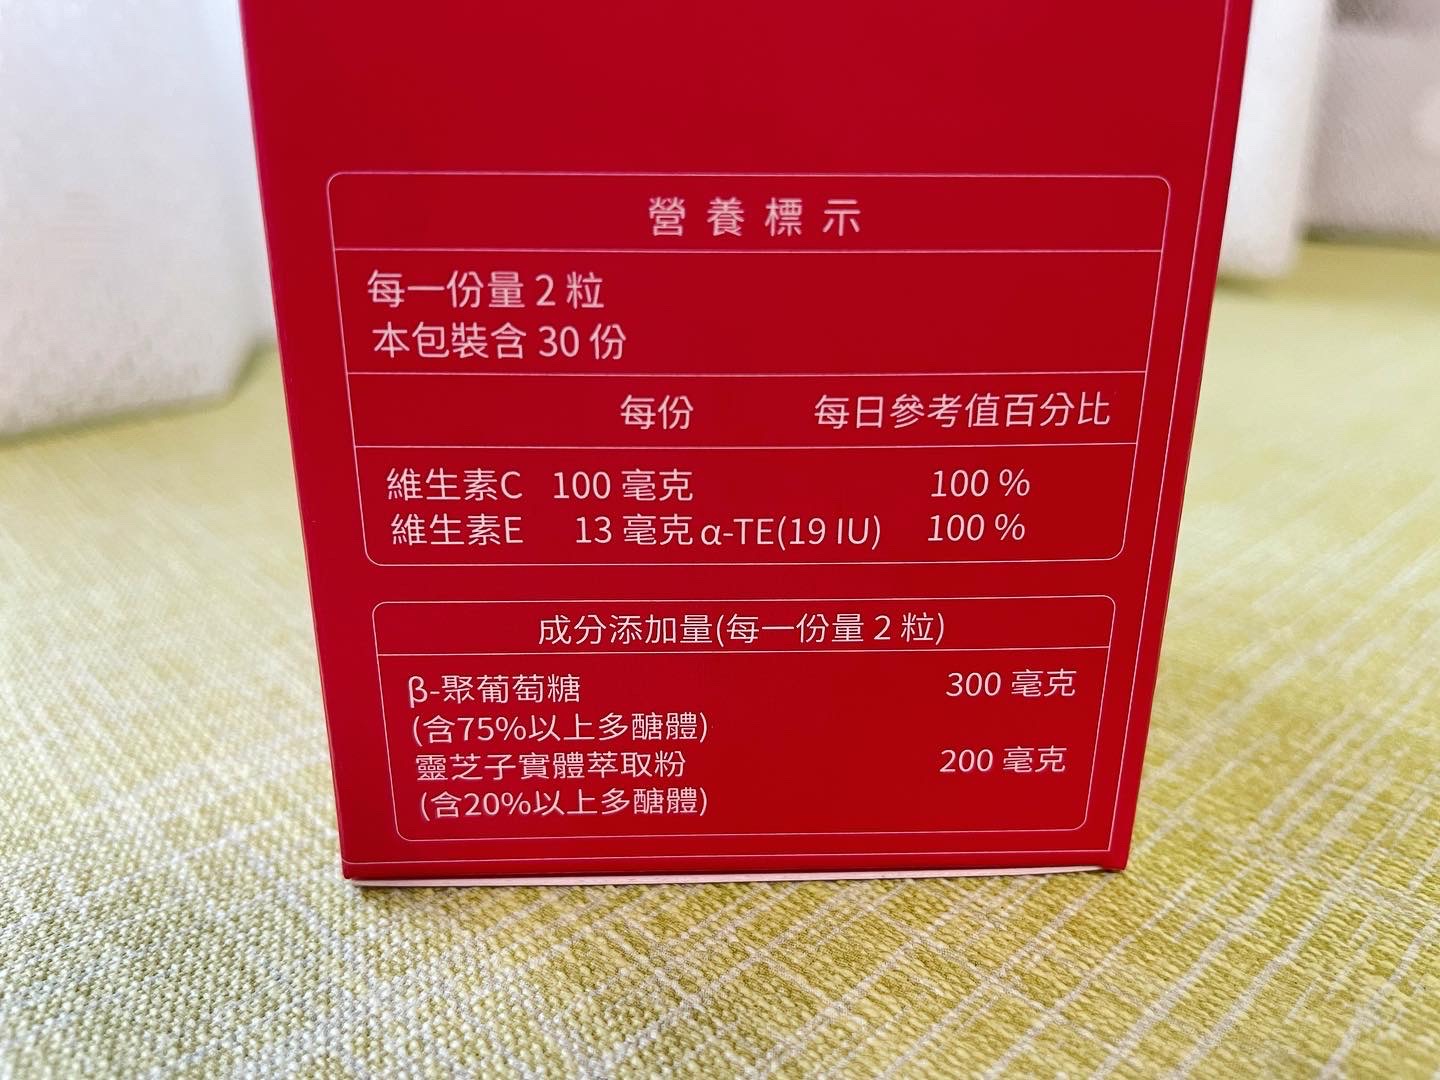 營養標示
每一份量 2 粒
本包裝含 30 份
每份 每日參考值百分比
維生素C 100 毫克 100 %
維生素E 13 毫克 α-TE(19 IU) 100 %
成分添加量(每一份量 2 粒)
β-聚葡萄糖 300 毫克
(含75%以上多醣體)
靈芝子實體萃取粉 200 毫克
(含20%以上多醣體)